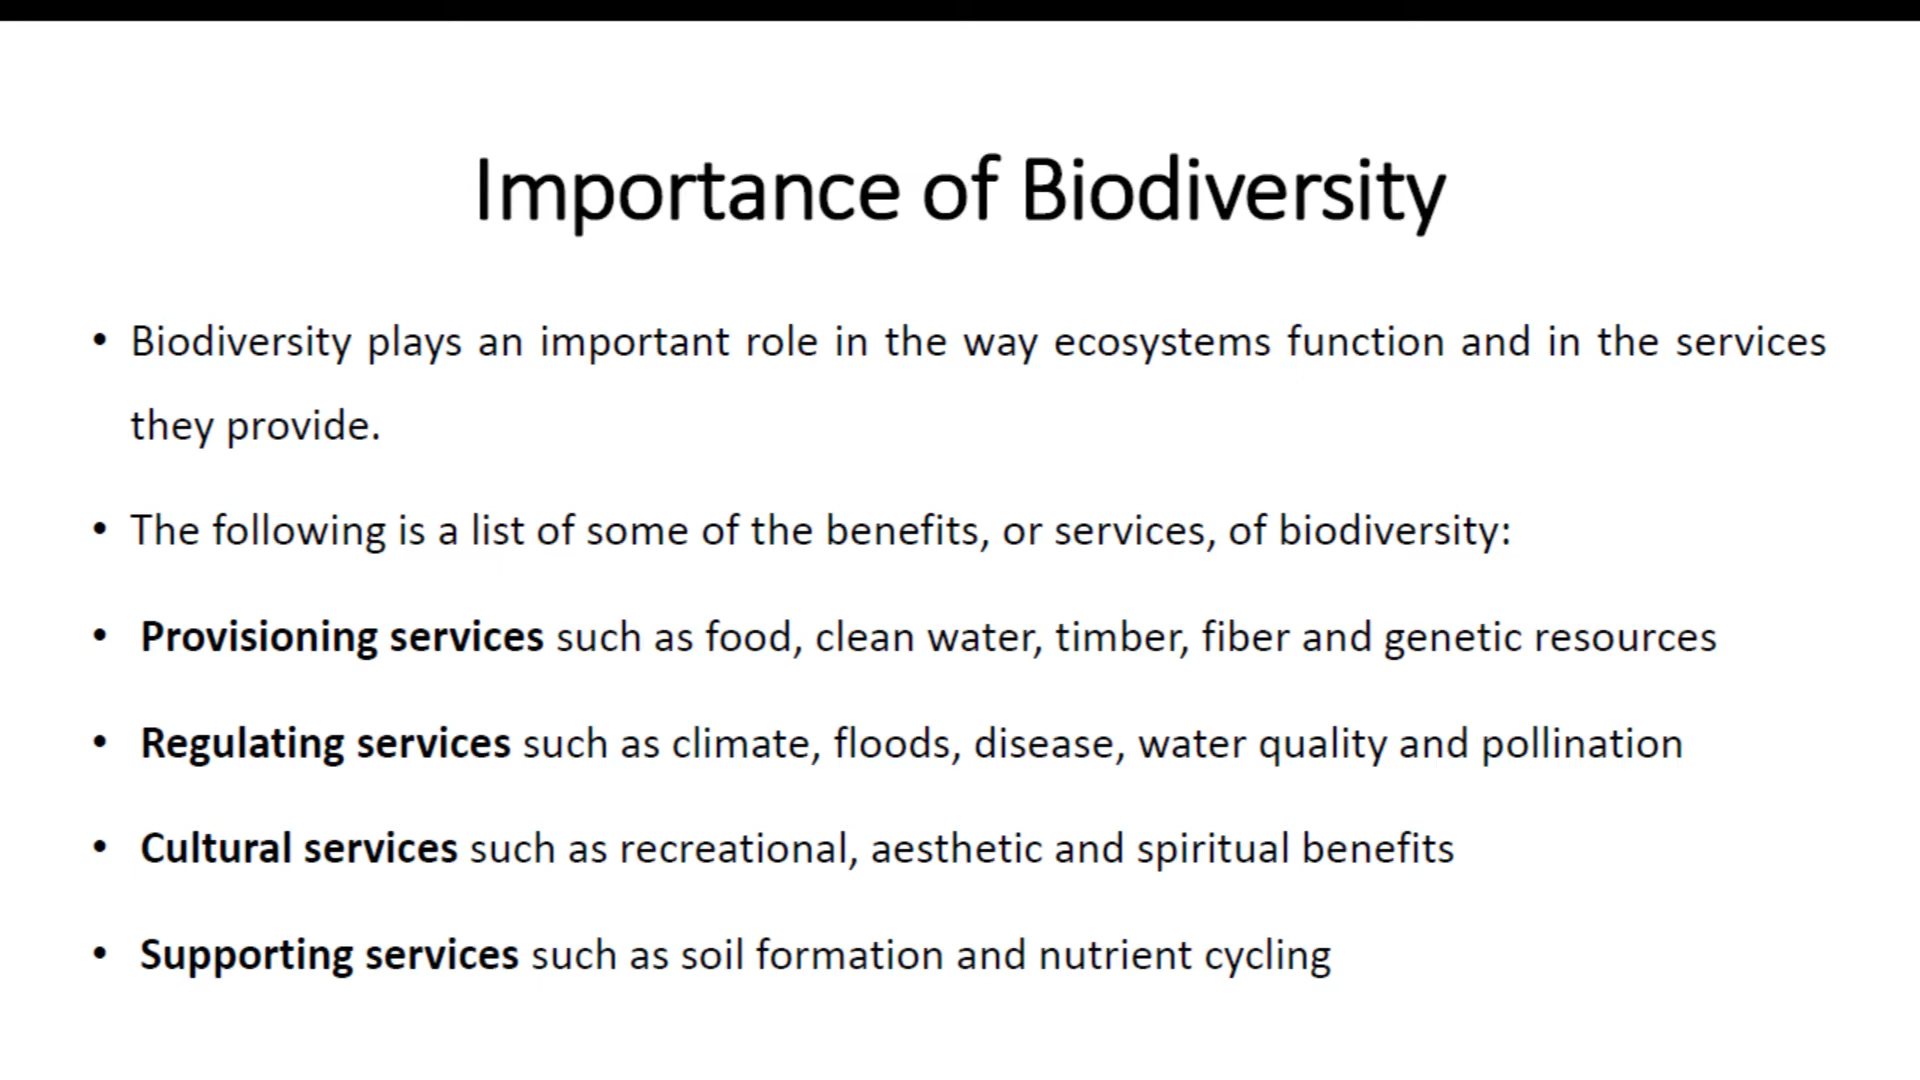 Importance of Biodiversity
• Biodiversity plays an important role in the way ecosystems function and in the services
they provide.
• The following is a list of some of the benefits, or services, of biodiversity:
• Provisioning services such as food, clean water, timber, fiber and genetic resources
• Regulating services such as climate, floods, disease, water quality and pollination
• Cultural services such as recreational, aesthetic and spiritual benefits
• Supporting services such as soil formation and nutrient cycling